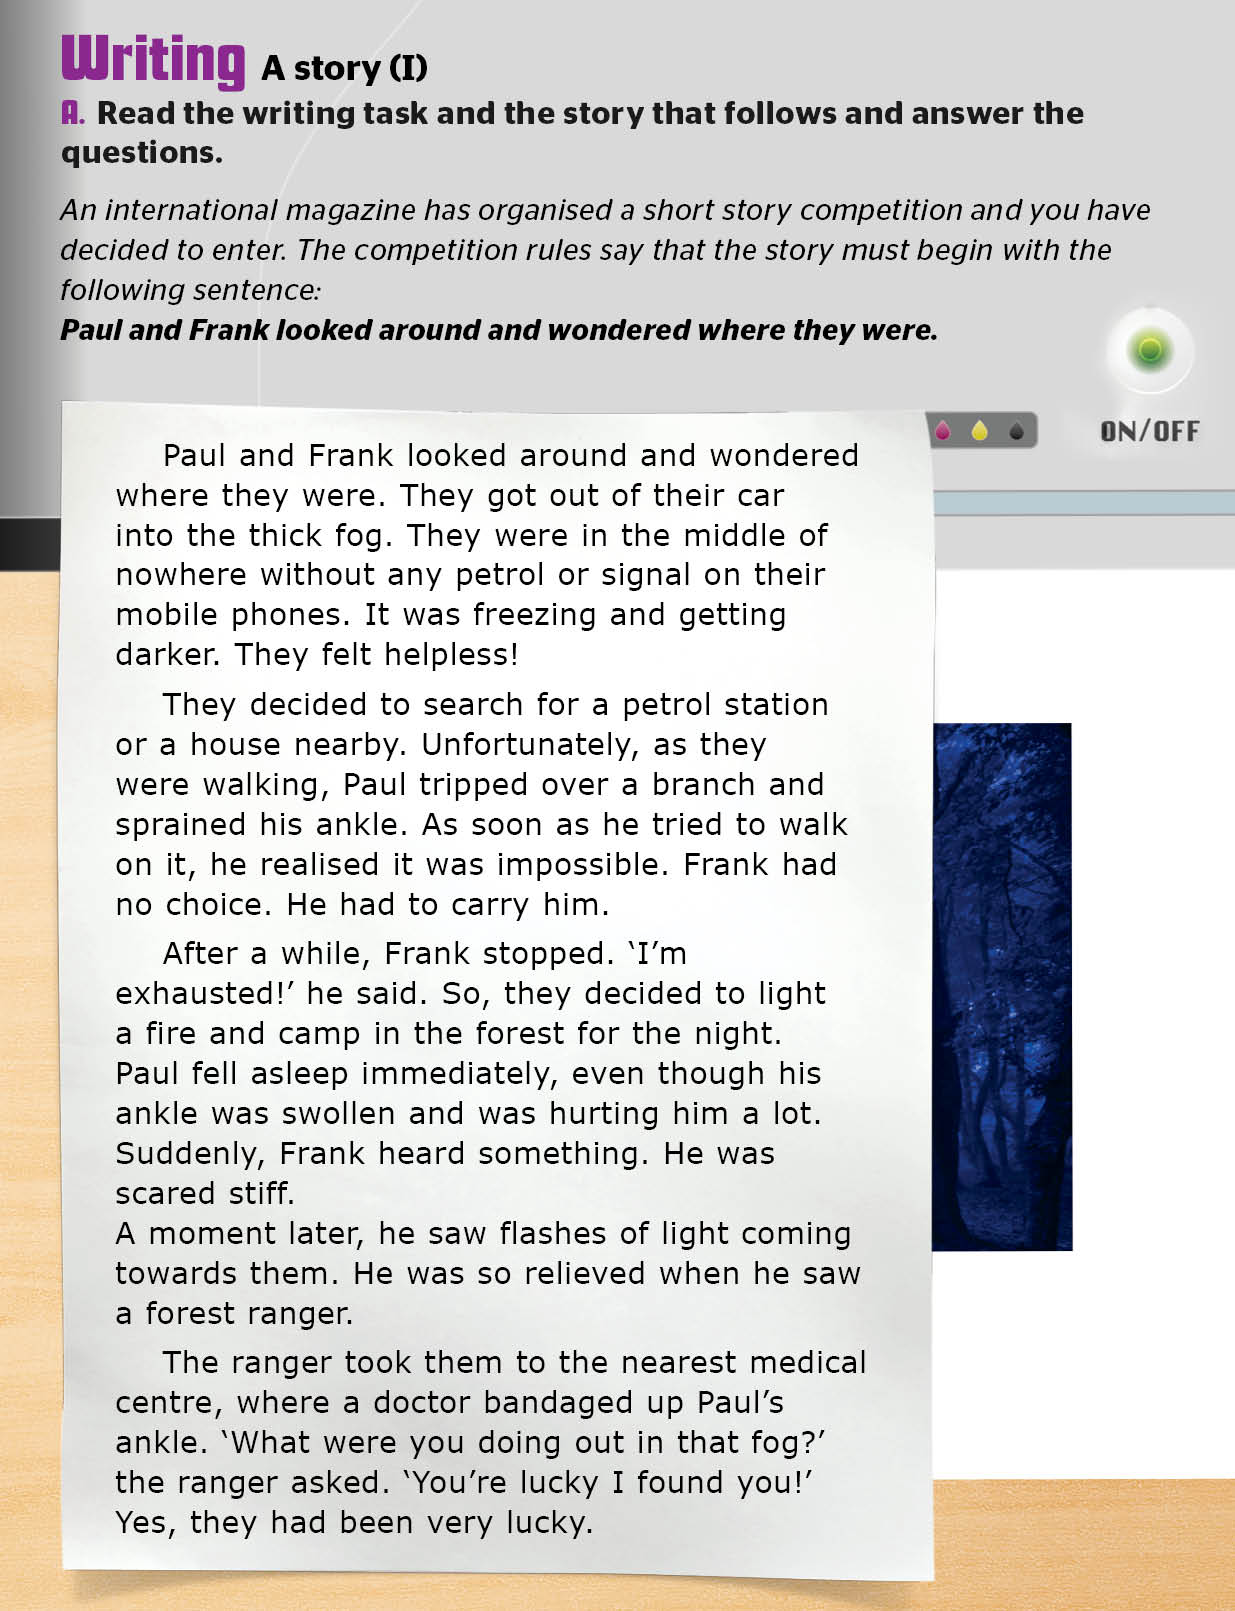 Writing A story (I)
A. Read the writing task and the story that follows and answer the
questions.
An international magazine has organised a short story competition and you have
decided to enter. The competition rules say that the story must begin with the
following sentence:
Paul and Frank looked around and wondered where they were.
ON/OFF
Paul and Frank looked around and wondered
where they were. They got out of their car
into the thick fog. They were in the middle of
nowhere without any petrol or signal on their
mobile phones. It was freezing and getting
darker. They felt helpless!
They decided to search for a petrol station
or a house nearby. Unfortunately, as they
were walking, Paul tripped over a branch and
sprained his ankle. As soon as he tried to walk
on it, he realised it was impossible. Frank had
no choice. He had to carry him.
After a while, Frank stopped. ‘I’m
exhausted!’ he said. So, they decided to light
a fire and camp in the forest for the night.
Paul fell asleep immediately, even though his
ankle was swollen and was hurting him a lot.
Suddenly, Frank heard something. He was
scared stiff.
A moment later, he saw flashes of light coming
towards them. He was so relieved when he saw
a forest ranger.
The ranger took them to the nearest medical
centre, where a doctor bandaged up Paul’s
ankle. ‘What were you doing out in that fog?’
the ranger asked. ‘You’re lucky I found you!’
Yes, they had been very lucky.